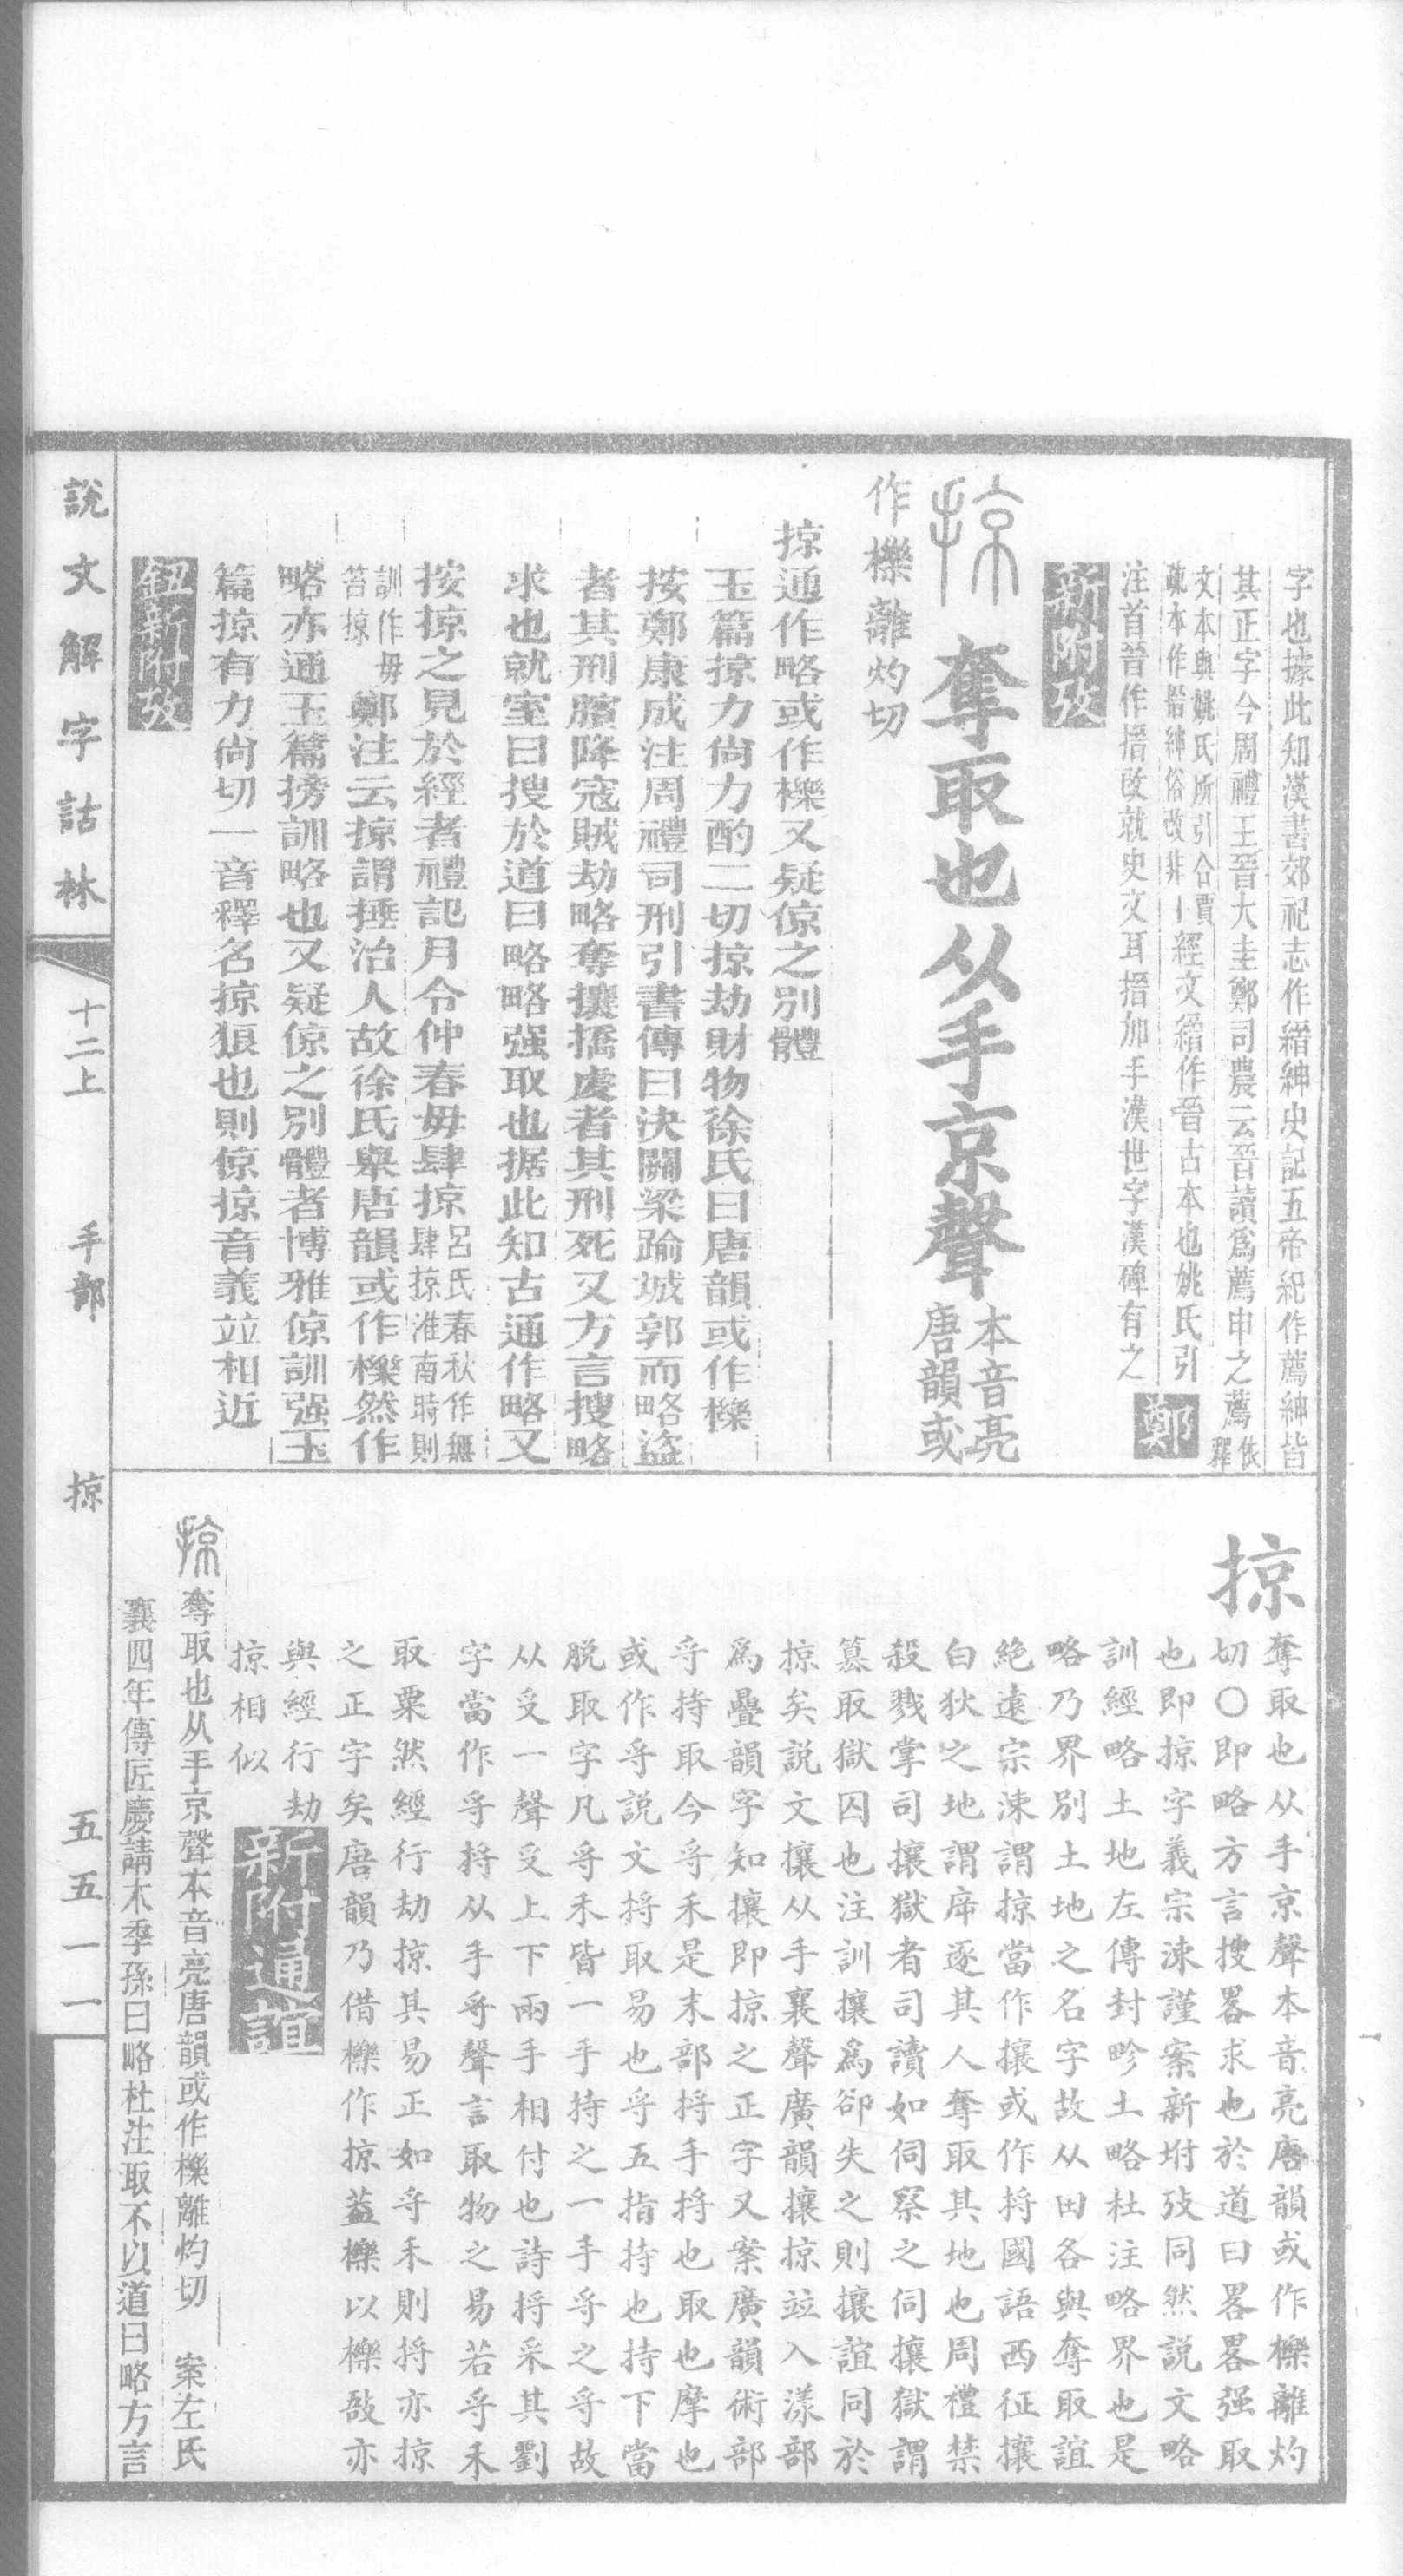 字也據此知漢書郊祀志作縉紳史記五帝紀作薦紳皆
其正字今周禮王晉大圭鄭司農云晉讀爲薦申之薦依釋
文本與姚氏所引合賈
疏本作搢紳俗改非
經文縉作晉古本也姚氏引
注首晉作搢改就史文耳搢加手漢世字漢碑有之
鄭
新附攷
掠 奪取也从手京聲本音亮
唐韻或
作㩧離灼切
掠通作略或作㩧又疑倞之別體
玉篇掠力尙力酌二切掠劫財物徐氏曰唐韻或作㩧
按鄭康成注周禮司刑引書傳曰決關梁踰城郭而略盜
者其刑臏降寇賊劫略奪攘撟虔者其刑死又方言搜略
求也就室曰搜於道曰略略强取也据此知古通作略又
按掠之見於經者禮記月令仲春毋肆掠呂氏春秋作無
肆掠淮南時則
訓作毋
笞掠
鄭注云掠謂捶治人故徐氏㮣唐韻或作㩧然作
略亦通玉篇搒訓略也又疑倞之別體者博雅倞訓强玉
篇掠有力尙切一音釋名掠狼也則倞掠音義竝相近
鈕新附攷
掠
奪取也从手京聲本音亮唐韻或作㩧離灼
切〇即略方言搜畧求也於道曰畧畧强取
也即掠字義宗涑謹案新坿攷同然說文略
訓經略土地左傳封畛土略杜注略界也是
略乃界別土地之名字故从田各與奪取誼
絶遠宗涑謂掠當作攘或作捋國語西征攘
白狄之地謂㡿逐其人奪取其地也周禮禁
殺戮掌司攘獄者司讀如伺察之伺攘獄謂
篡取獄囚也注訓攘爲卻失之則攘誼同於
掠矣說文攘从手襄聲廣韻攘掠竝入漾部
爲疊韻字知攘即掠之正字又案廣韻術部
寽持取今寽禾是末部捋手捋也取也摩也
或作寽說文捋取易也寽五指持也持下當
脱取字凡寽禾皆一手持之一手寽之寽故
从𠬪一聲𠬪上下兩手相付也詩捋采其劉
字當作寽捋从手寽聲言取物之易若寽禾
取粟然經行劫掠其易正如寽禾則捋亦掠
之正字矣唐韻乃借㩧作掠葢㩧以㩧敔亦
與經行劫
掠相似
新附通誼
掠奪取也从手京聲本音亮唐韻或作㩧離灼切 案左氏
襄四年傳匠慶請木季孫曰略杜注取不以道曰略方言
說文解字詁林 十二上 手部 掠 五五一一